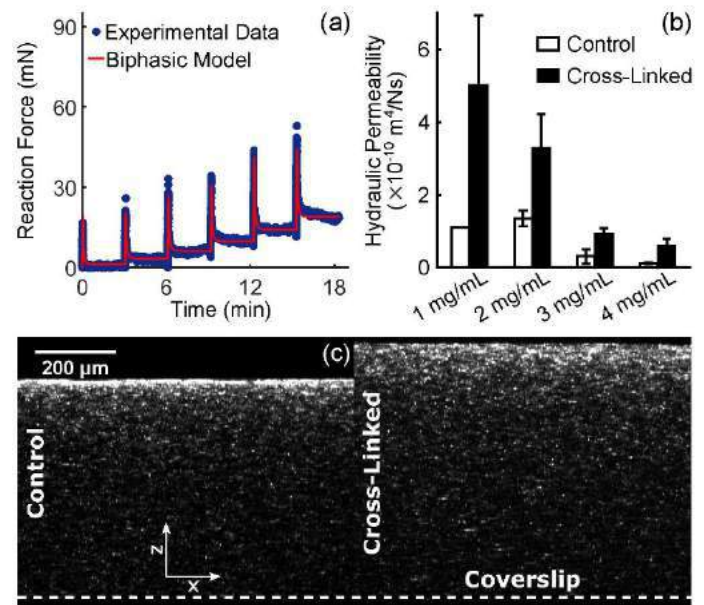 (a)
Experimental Data
Biphasic Model
Reaction Force (mN)
90
60
30
0
0 6 12 18
Time (min)
(b)
Control
Cross-Linked
Hydraulic Permeability
(×10⁻¹⁰ m⁴/Ns)
6
4
2
0
1 mg/mL 2 mg/mL 3 mg/mL 4 mg/mL
(c)
200 µm
Control
Cross-Linked
z
x
Coverslip